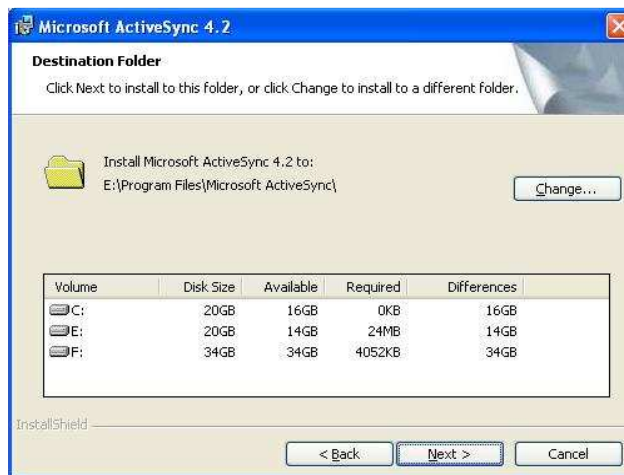 Microsoft ActiveSync 4.2
Destination Folder
Click Next to install to this folder, or click Change to install to a different folder.
Install Microsoft ActiveSync 4.2 to:
E:\Program Files\Microsoft ActiveSync\
Change...
Volume Disk Size Available Required Differences
C: 20GB 16GB 0KB 16GB
E: 20GB 14GB 24MB 14GB
F: 34GB 34GB 4052KB 34GB
InstallShield
< Back Next > Cancel